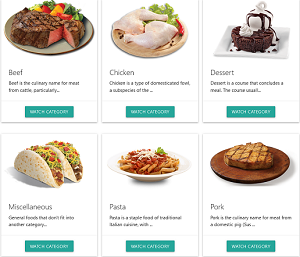 Beef
Beef is the culinary name for meat
from cattle, particularly...
WATCH CATEGORY
Chicken
Chicken is a type of domesticated fowl,
a subspecies of the ...
WATCH CATEGORY
Dessert
Dessert is a course that concludes a
meal. The course usuall...
WATCH CATEGORY
Miscellaneous
General foods that don't fit into
another category...
WATCH CATEGORY
Pasta
Pasta is a staple food of traditional
Italian cuisine, with ...
WATCH CATEGORY
Pork
Pork is the culinary name for meat from
a domestic pig (Sus ...
WATCH CATEGORY